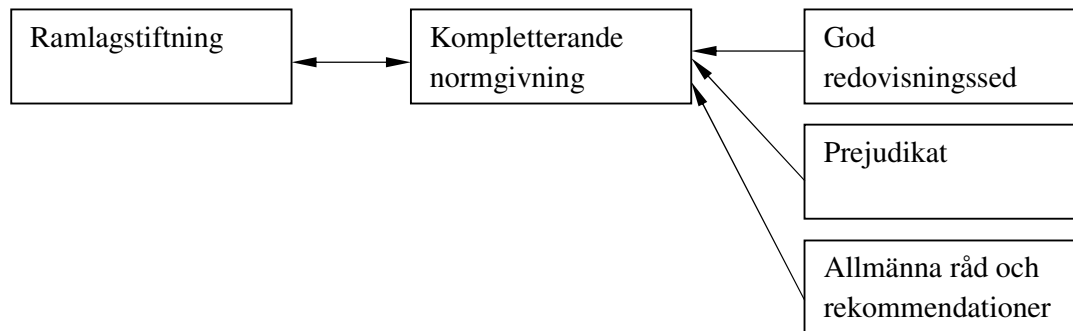 Ramlagstiftning
Kompletterande
normgivning
God
redovisningssed
Prejudikat
Allmänna råd och
rekommendationer